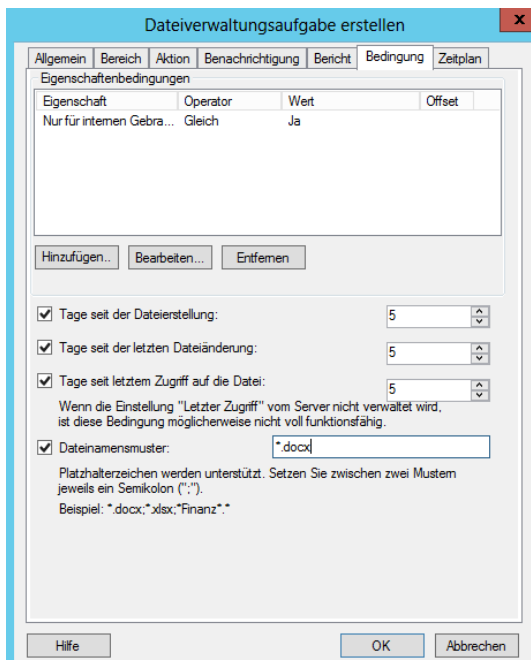 Dateiverwaltungsaufgabe erstellen
x
Allgemein Bereich Aktion Benachrichtigung Bericht Bedingung Zeitplan
Eigenschaftenbedingungen
Eigenschaft Operator Wert Offset
Nur für internen Gebra... Gleich Ja
Hinzufügen.. Bearbeiten... Entfernen
Tage seit der Dateierstellung: 5
Tage seit der letzten Dateiänderung: 5
Tage seit letztem Zugriff auf die Datei: 5
Wenn die Einstellung "Letzter Zugriff" vom Server nicht verwaltet wird,
ist diese Bedingung möglicherweise nicht voll funktionsfähig.
Dateinamensmuster: *.docx
Platzhalterzeichen werden unterstützt. Setzen Sie zwischen zwei Mustern
jeweils ein Semikolon (";").
Beispiel: *.docx;*.xlsx;*Finanz*.*
Hilfe OK Abbrechen